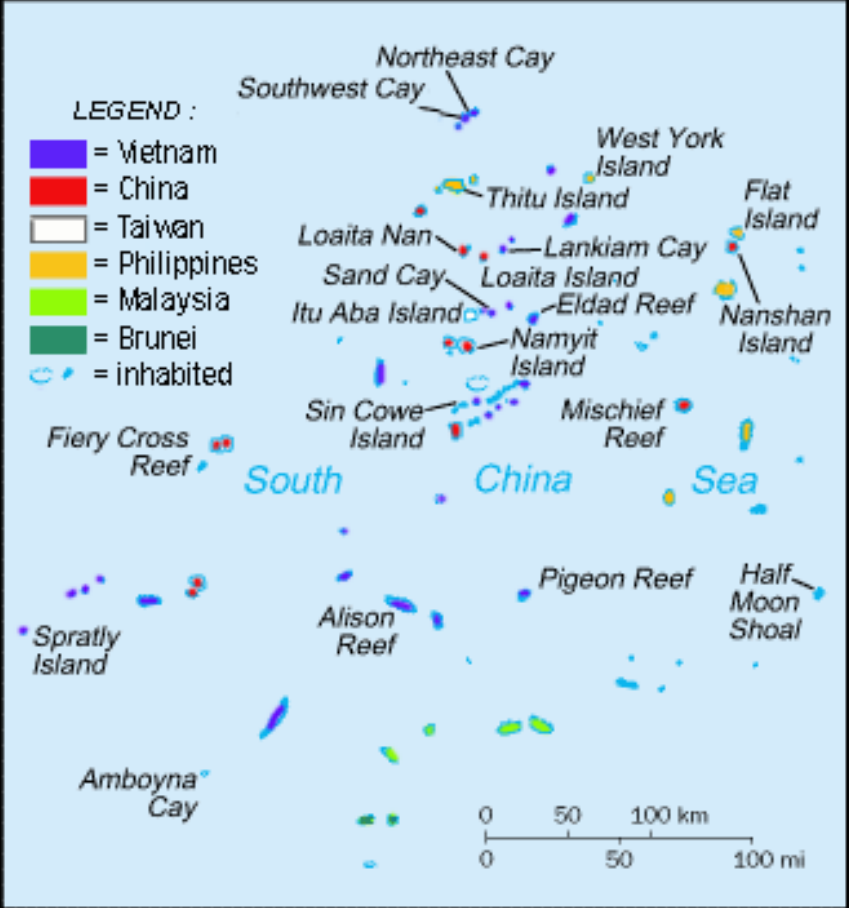 Northeast Cay
Southwest Cay
LEGEND :
= Vietnam
= China
= Taiwan
= Philippines
= Malaysia
= Brunei
= inhabited
West York
Island
Thitu Island
Flat
Island
Loaita Nan
Lankiam Cay
Sand Cay
Loaita Island
Itu Aba Island
Eldad Reef
Nanshan
Island
Namyit
Island
Sin Cowe
Island
Mischief
Reef
Fiery Cross
Reef
South China Sea
Pigeon Reef
Half
Moon
Shoal
Alison
Reef
Spratly
Island
Amboyna
Cay
0 50 100 km
0 50 100 mi